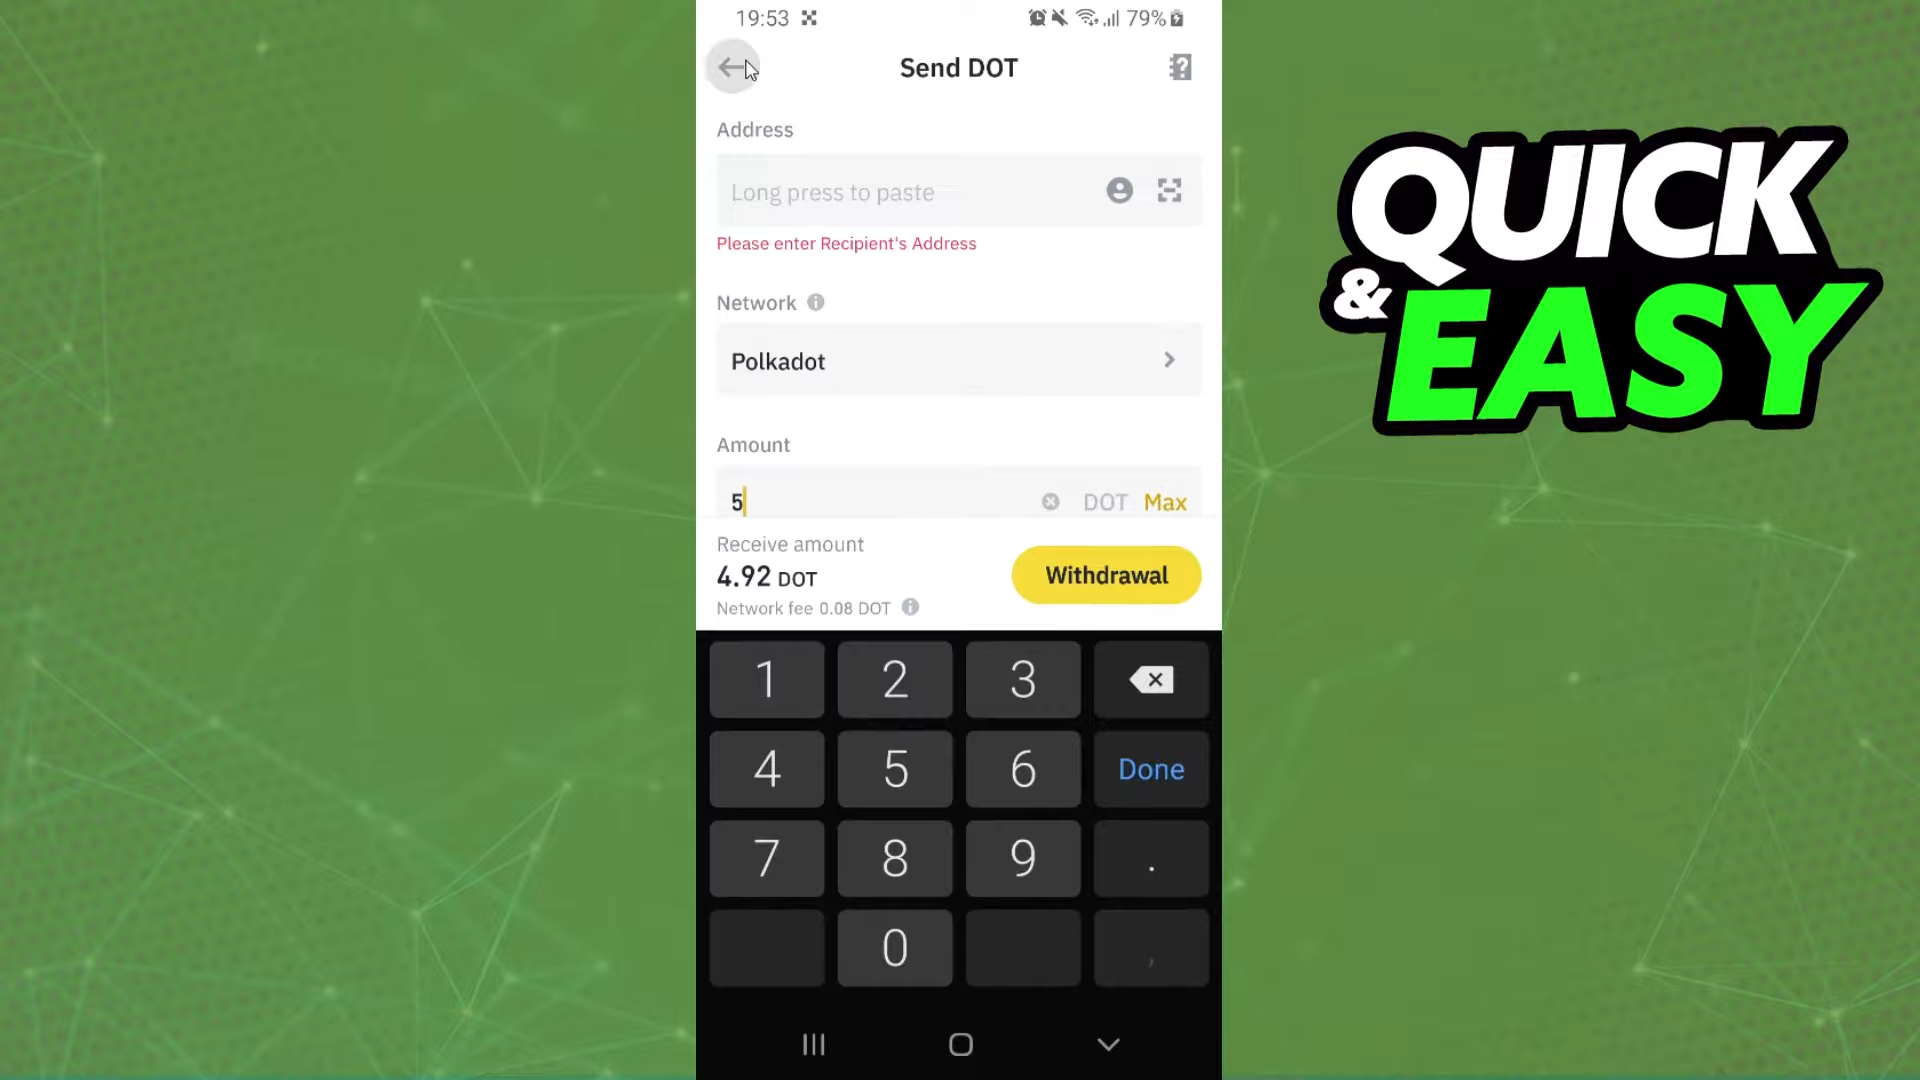 19:53
79%
Send DOT
Address
Long press to paste
Please enter Recipient's Address
Network
Polkadot
Amount
5
DOT Max
Receive amount
4.92 DOT
Network fee 0.08 DOT
Withdrawal
1 2 3
4 5 6 Done
7 8 9 .
0 ,
QUICK
& EASY